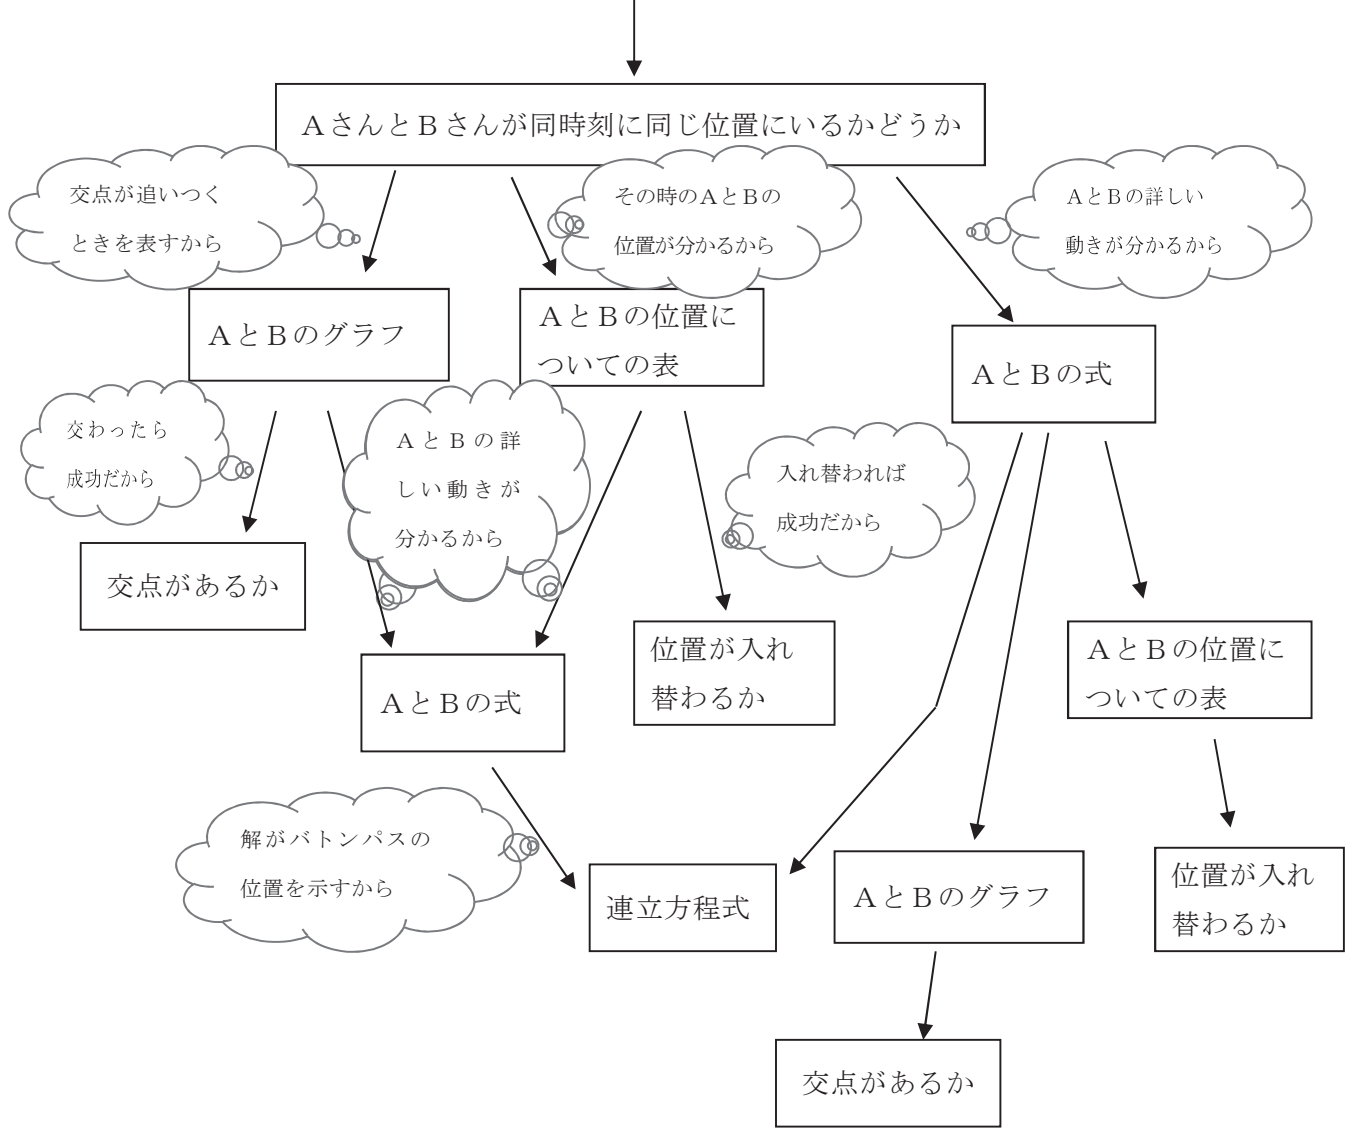 ＡさんとＢさんが同時刻に同じ位置にいるかどうか
交点が追いつく
ときを表すから
その時のＡとＢの
位置が分かるから
ＡとＢの詳しい
動きが分かるから
ＡとＢのグラフ
ＡとＢの位置に
ついての表
ＡとＢの式
交わったら
成功だから
ＡとＢの詳
しい動きが
分かるから
入れ替われば
成功だから
交点があるか
ＡとＢの式
位置が入れ
替わるか
ＡとＢの位置に
ついての表
解がバトンパスの
位置を示すから
連立方程式
ＡとＢのグラフ
位置が入れ
替わるか
交点があるか